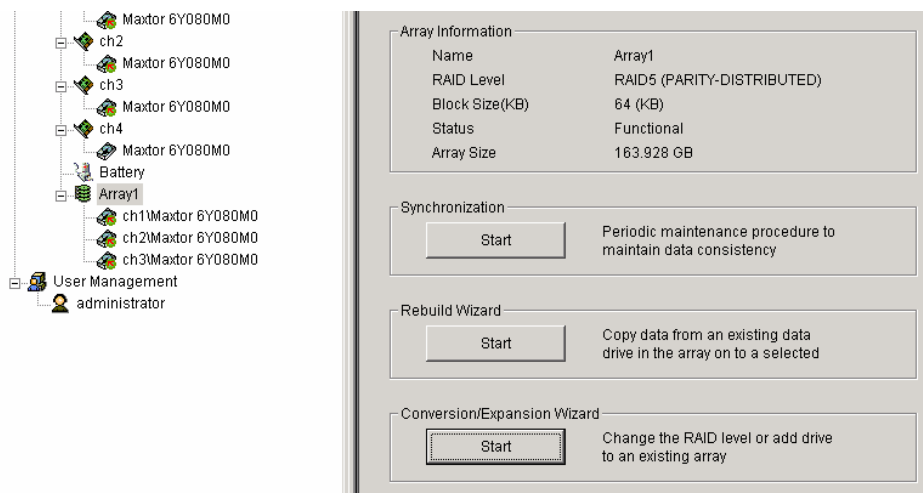 Maxtor 6Y080M0
ch2
Maxtor 6Y080M0
ch3
Maxtor 6Y080M0
ch4
Maxtor 6Y080M0
Battery
Array1
ch1\Maxtor 6Y080M0
ch2\Maxtor 6Y080M0
ch3\Maxtor 6Y080M0
User Management
administrator
Array Information
Name Array1
RAID Level RAID5 (PARITY-DISTRIBUTED)
Block Size(KB) 64 (KB)
Status Functional
Array Size 163.928 GB
Synchronization
Start
Periodic maintenance procedure to
maintain data consistency
Rebuild Wizard
Start
Copy data from an existing data
drive in the array on to a selected
Conversion/Expansion Wizard
Start
Change the RAID level or add drive
to an existing array